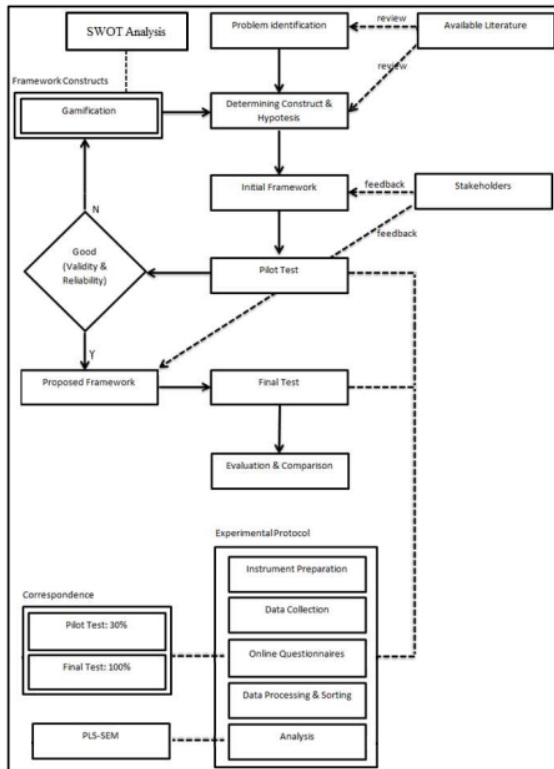 SWOT Analysis
Problem identification
review
Available Literature
review
Framework Constructs
Gamification
Determining Construct &
Hypotesis
Initial Framework
feedback
Stakeholders
feedback
N
Good
(Validity &
Reliability)
Pilot Test
Y
Proposed Framework
Final Test
Evaluation & Comparison
Experimental Protocol
Instrument Preparation
Data Collection
Correspondence
Pilot Test: 30%
Final Test: 100%
Online Questionnaires
Data Processing & Sorting
PLS-SEM
Analysis